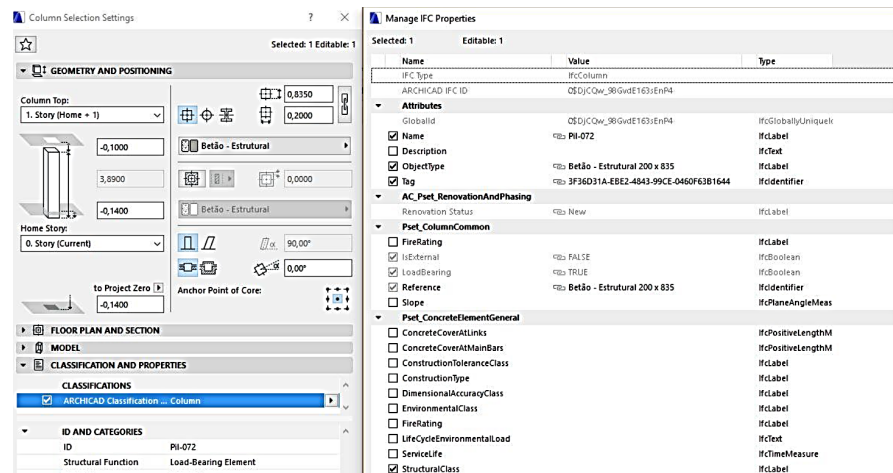 Column Selection Settings
Selected: 1 Editable: 1
GEOMETRY AND POSITIONING
Column Top:
1. Story (Home + 1)
-0,1000
3,8900
-0,1400
Home Story:
0. Story (Current)
to Project Zero
-0,1400
0,8350
0,2000
Betão - Estrutural
0,0000
Betão - Estrutural
α 90,00°
0,00°
Anchor Point of Core:
FLOOR PLAN AND SECTION
MODEL
CLASSIFICATION AND PROPERTIES
CLASSIFICATIONS
ARCHICAD Classification ... Column
ID AND CATEGORIES
ID Pil-072
Structural Function Load-Bearing Element
Manage IFC Properties
Selected: 1 Editable: 1
Name Value Type
IFC Type IfcColumn
ARCHICAD IFC ID O$DjCQw_98GvdE163sEnP4
Attributes
GlobalId O$DjCQw_98GvdE163sEnP4 IfcGloballyUniqueIc
Name Pil-072 IfcLabel
Description IfcText
ObjectType Betão - Estrutural 200 x 835 IfcLabel
Tag 3F36D31A-EBE2-4843-99CE-0460F63B1644 IfcIdentifier
AC_Pset_RenovationAndPhasing
Renovation Status New IfcLabel
Pset_ColumnCommon
FireRating IfcLabel
IsExternal FALSE IfcBoolean
LoadBearing TRUE IfcBoolean
Reference Betão - Estrutural 200 x 835 IfcIdentifier
Slope IfcPlaneAngleMeas
Pset_ConcreteElementGeneral
ConcreteCoverAtLinks IfcPositiveLengthM
ConcreteCoverAtMainBars IfcPositiveLengthM
ConstructionToleranceClass IfcLabel
ConstructionType IfcLabel
DimensionalAccuracyClass IfcLabel
EnvironmentalClass IfcLabel
FireRating IfcLabel
LifeCycleEnvironmentalLoad IfcText
ServiceLife IfcTimeMeasure
StructuralClass IfcLabel